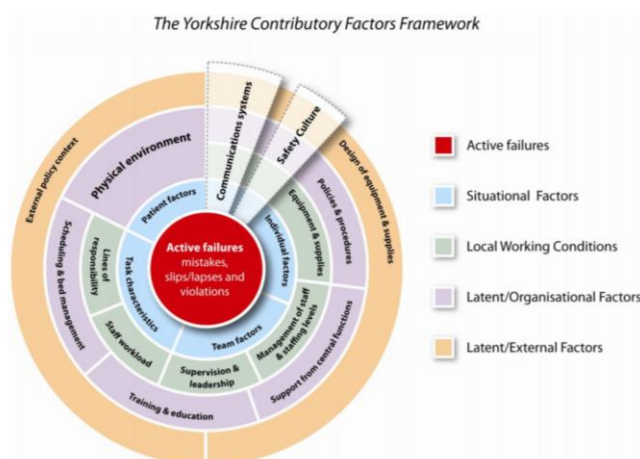 The Yorkshire Contributory Factors Framework
External policy context
Design of equipment & supplies
Physical environment
Communications systems
Safety Culture
Policies & procedures
Scheduling & bed management
Support from central functions
Training & education
Lines of
responsibility
Equipment & supplies
Staff workload
Supervision &
leadership
Management of staff
& staffing levels
Patient factors
Individual factors
Task characteristics
Team factors
Active failures
mistakes,
slips/lapses and
violations
Active failures
Situational Factors
Local Working Conditions
Latent/Organisational Factors
Latent/External Factors